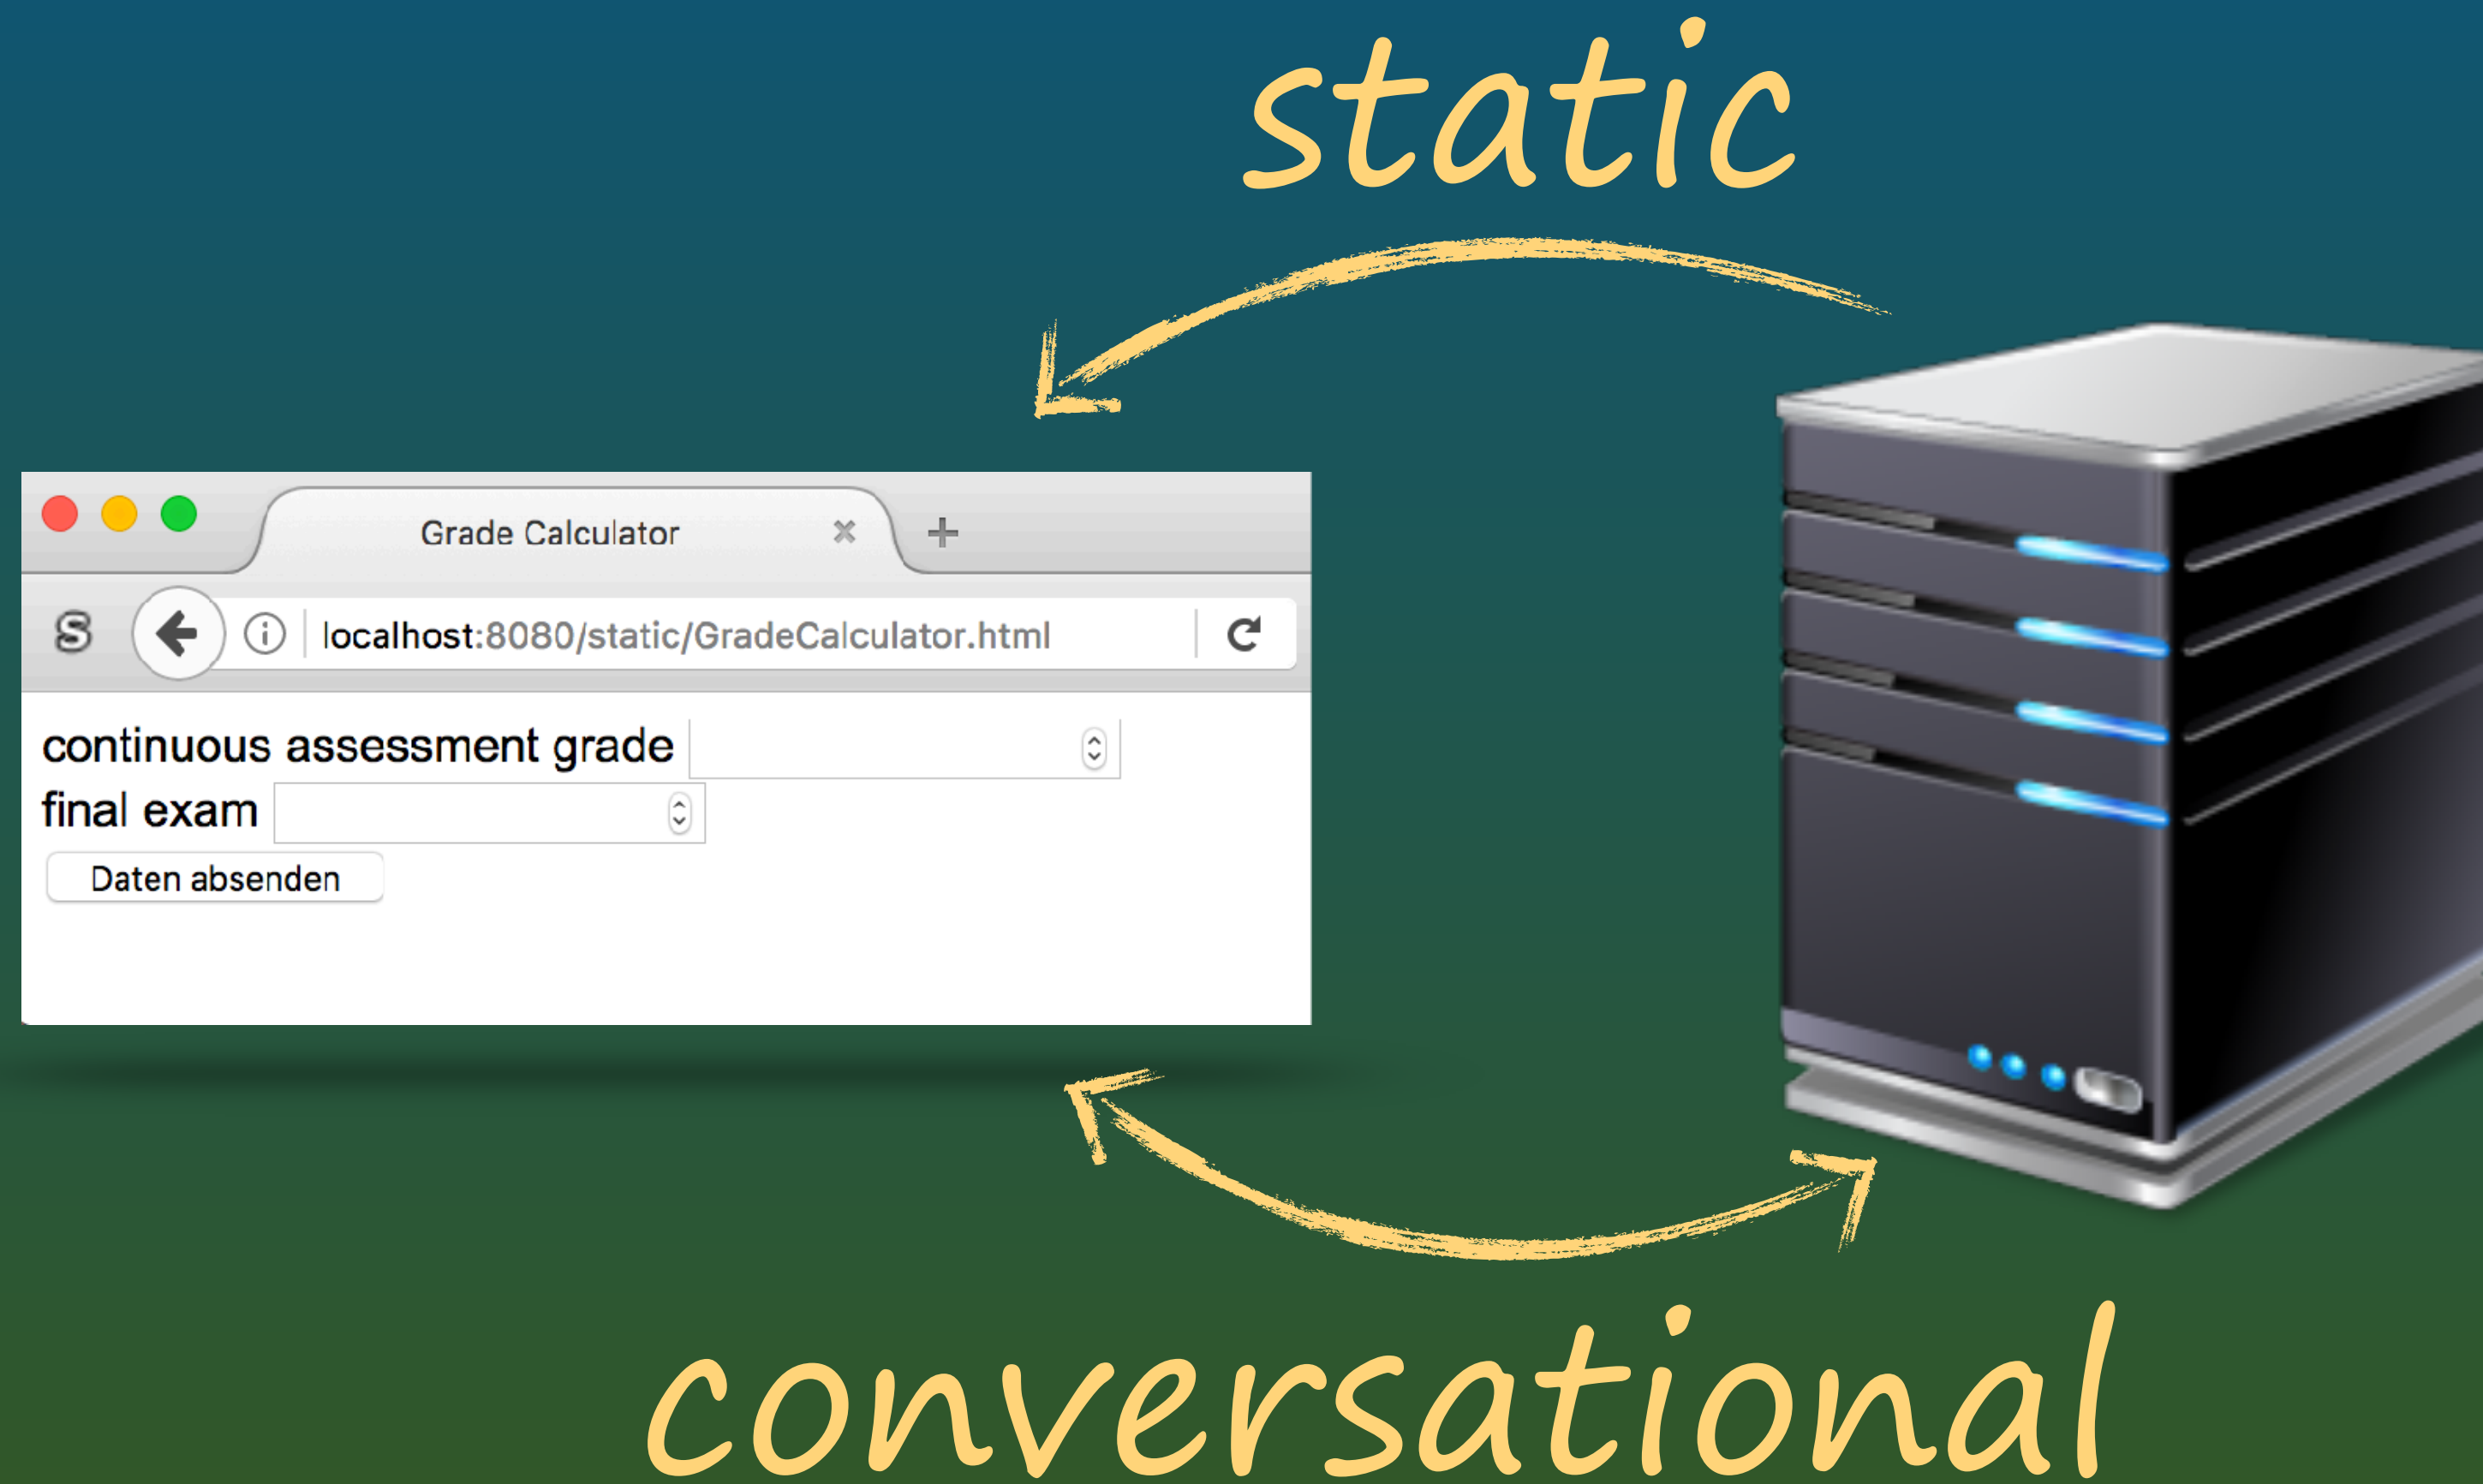 static
Grade Calculator
localhost:8080/static/GradeCalculator.html
continuous assessment grade
final exam
Daten absenden
conversational